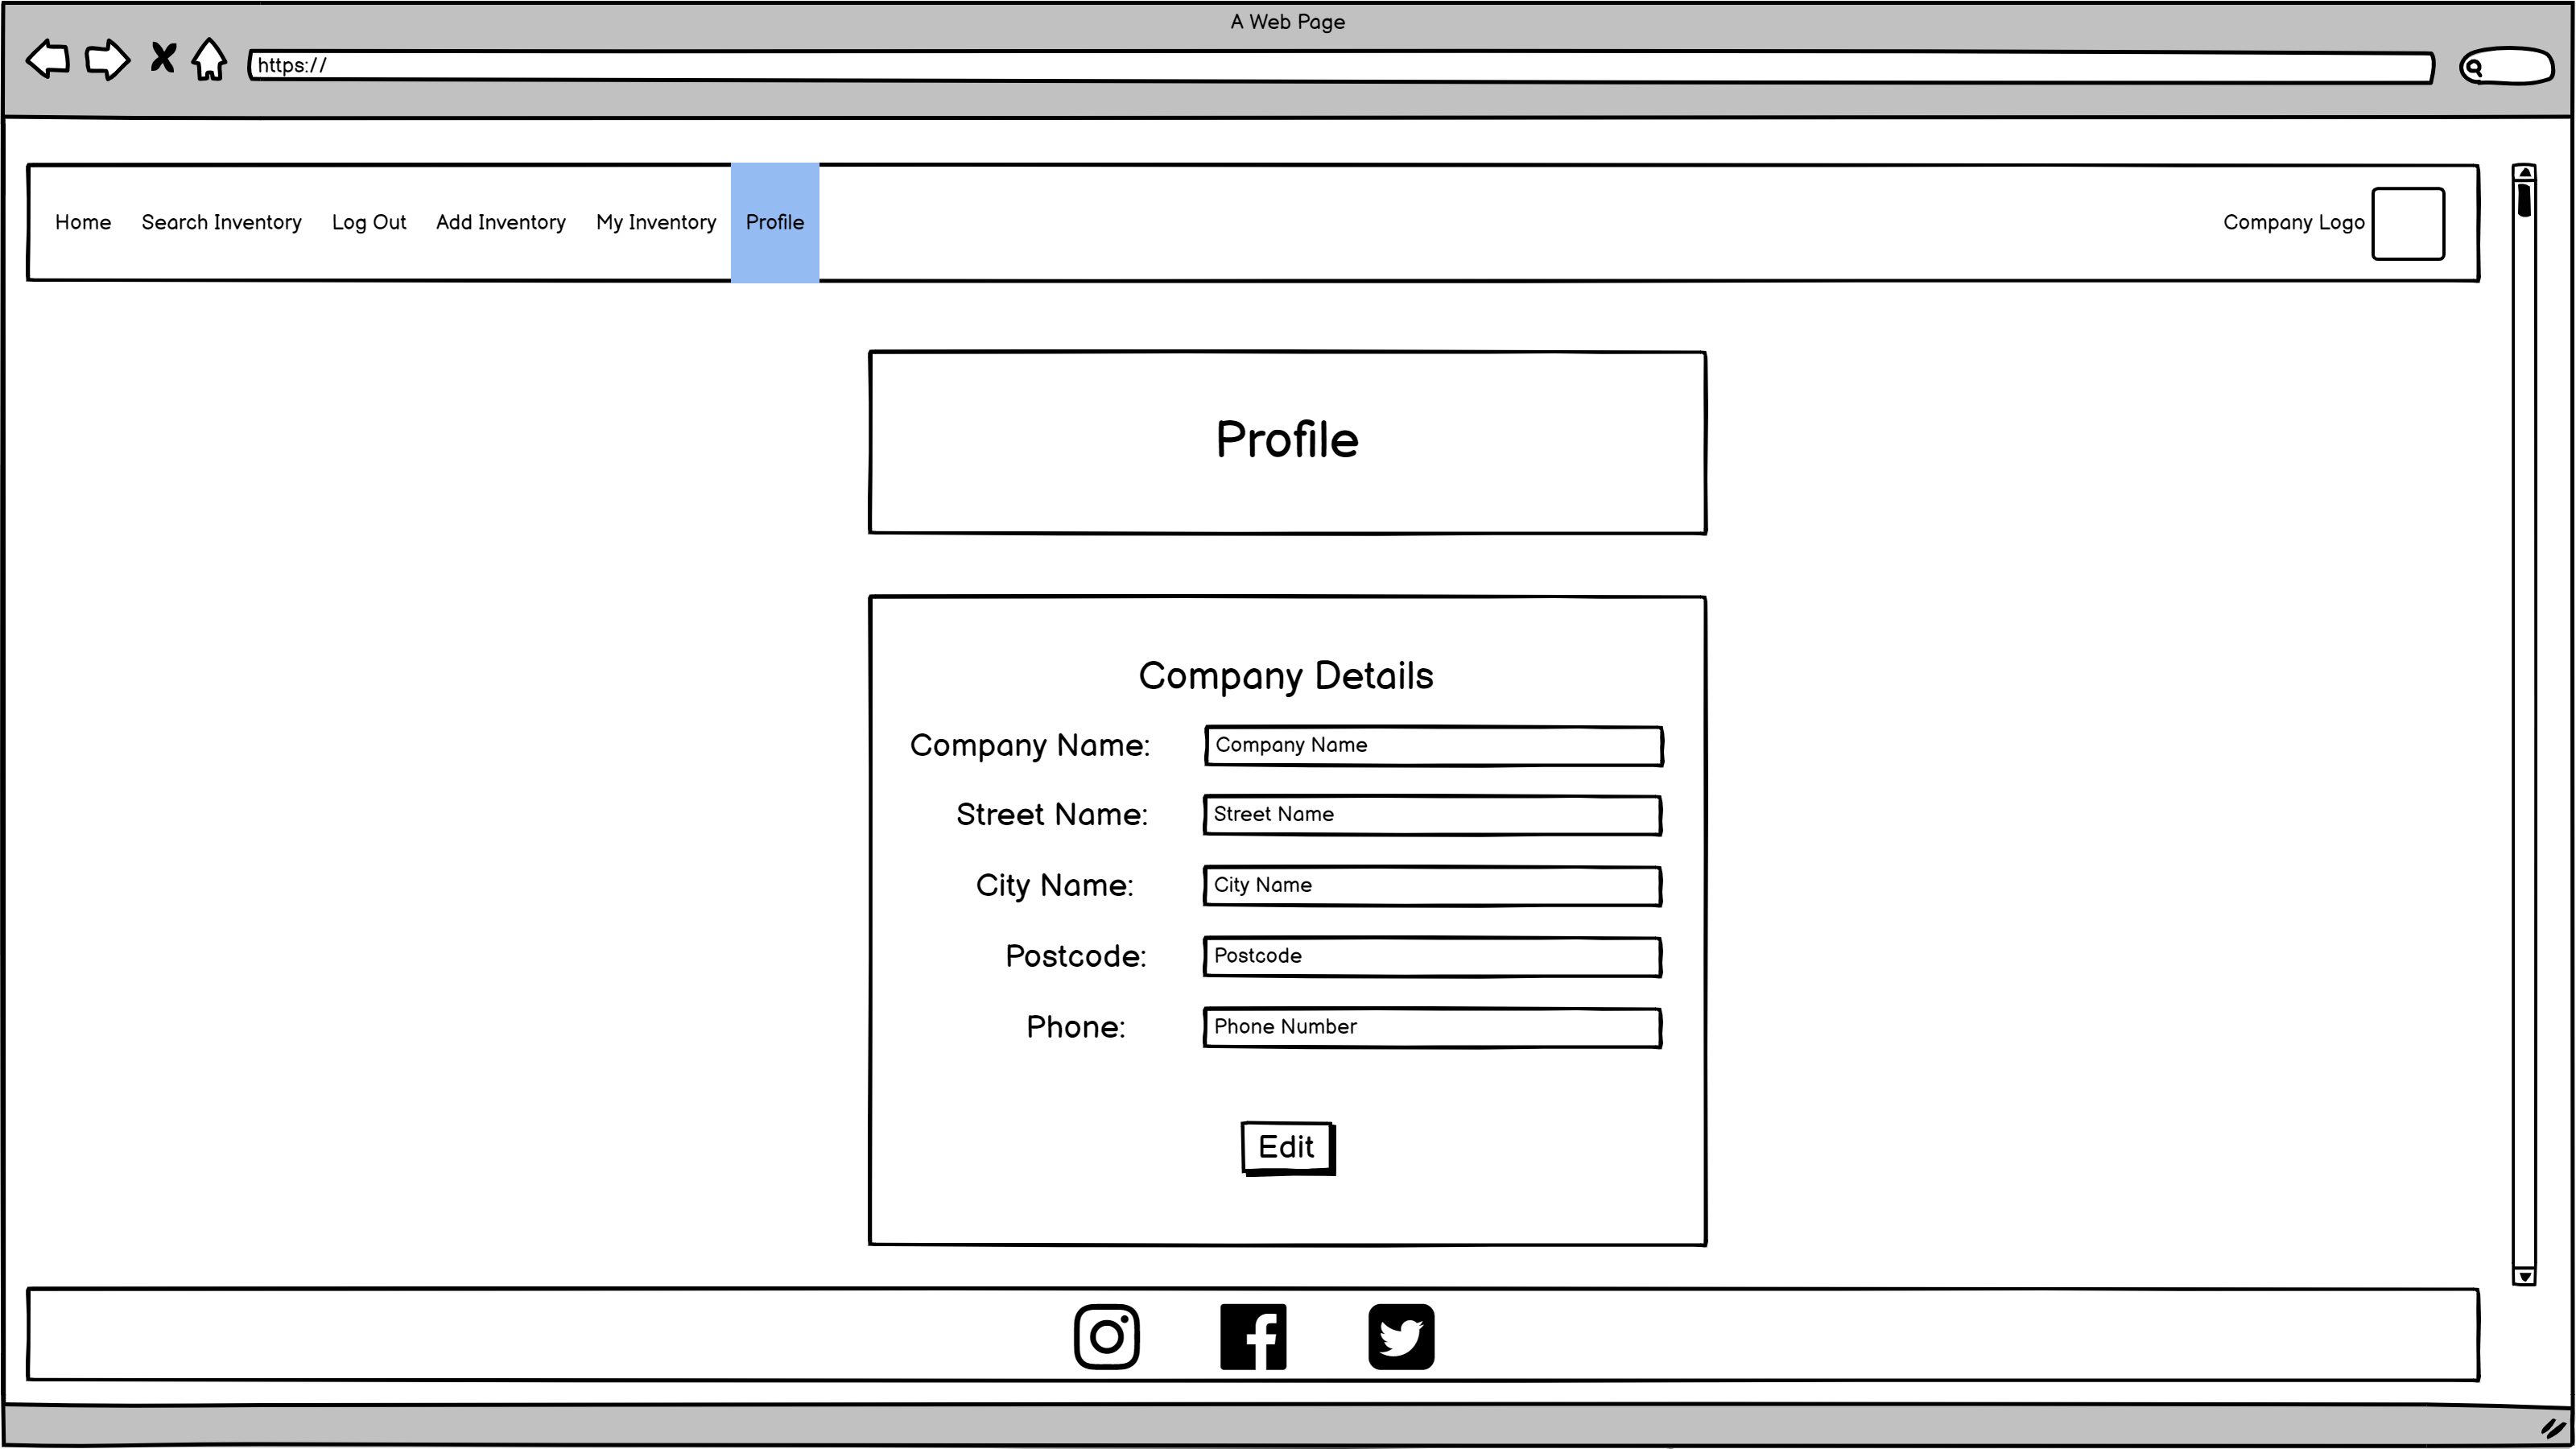 A Web Page
https://
Home Search Inventory Log Out Add Inventory My Inventory Profile Company Logo
Profile
Company Details
Company Name: Company Name
Street Name: Street Name
City Name: City Name
Postcode: Postcode
Phone: Phone Number
Edit